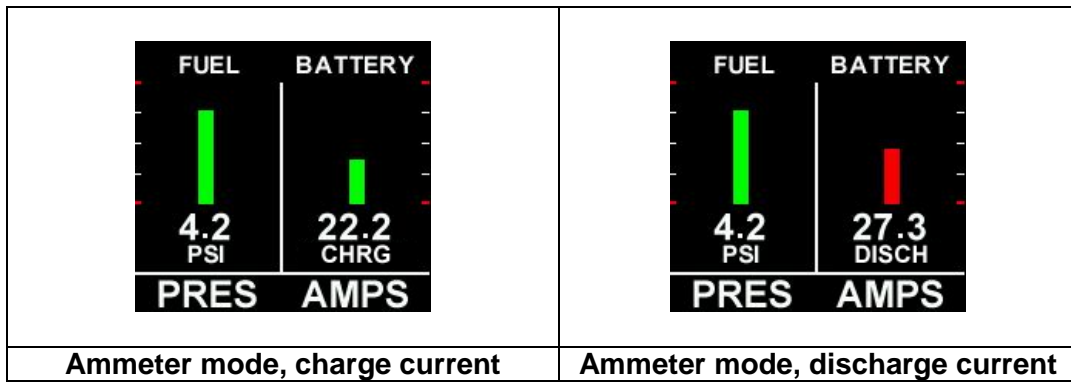 FUEL BATTERY
4.2 22.2
PSI CHRG
PRES AMPS
Ammeter mode, charge current
FUEL BATTERY
4.2 27.3
PSI DISCH
PRES AMPS
Ammeter mode, discharge current